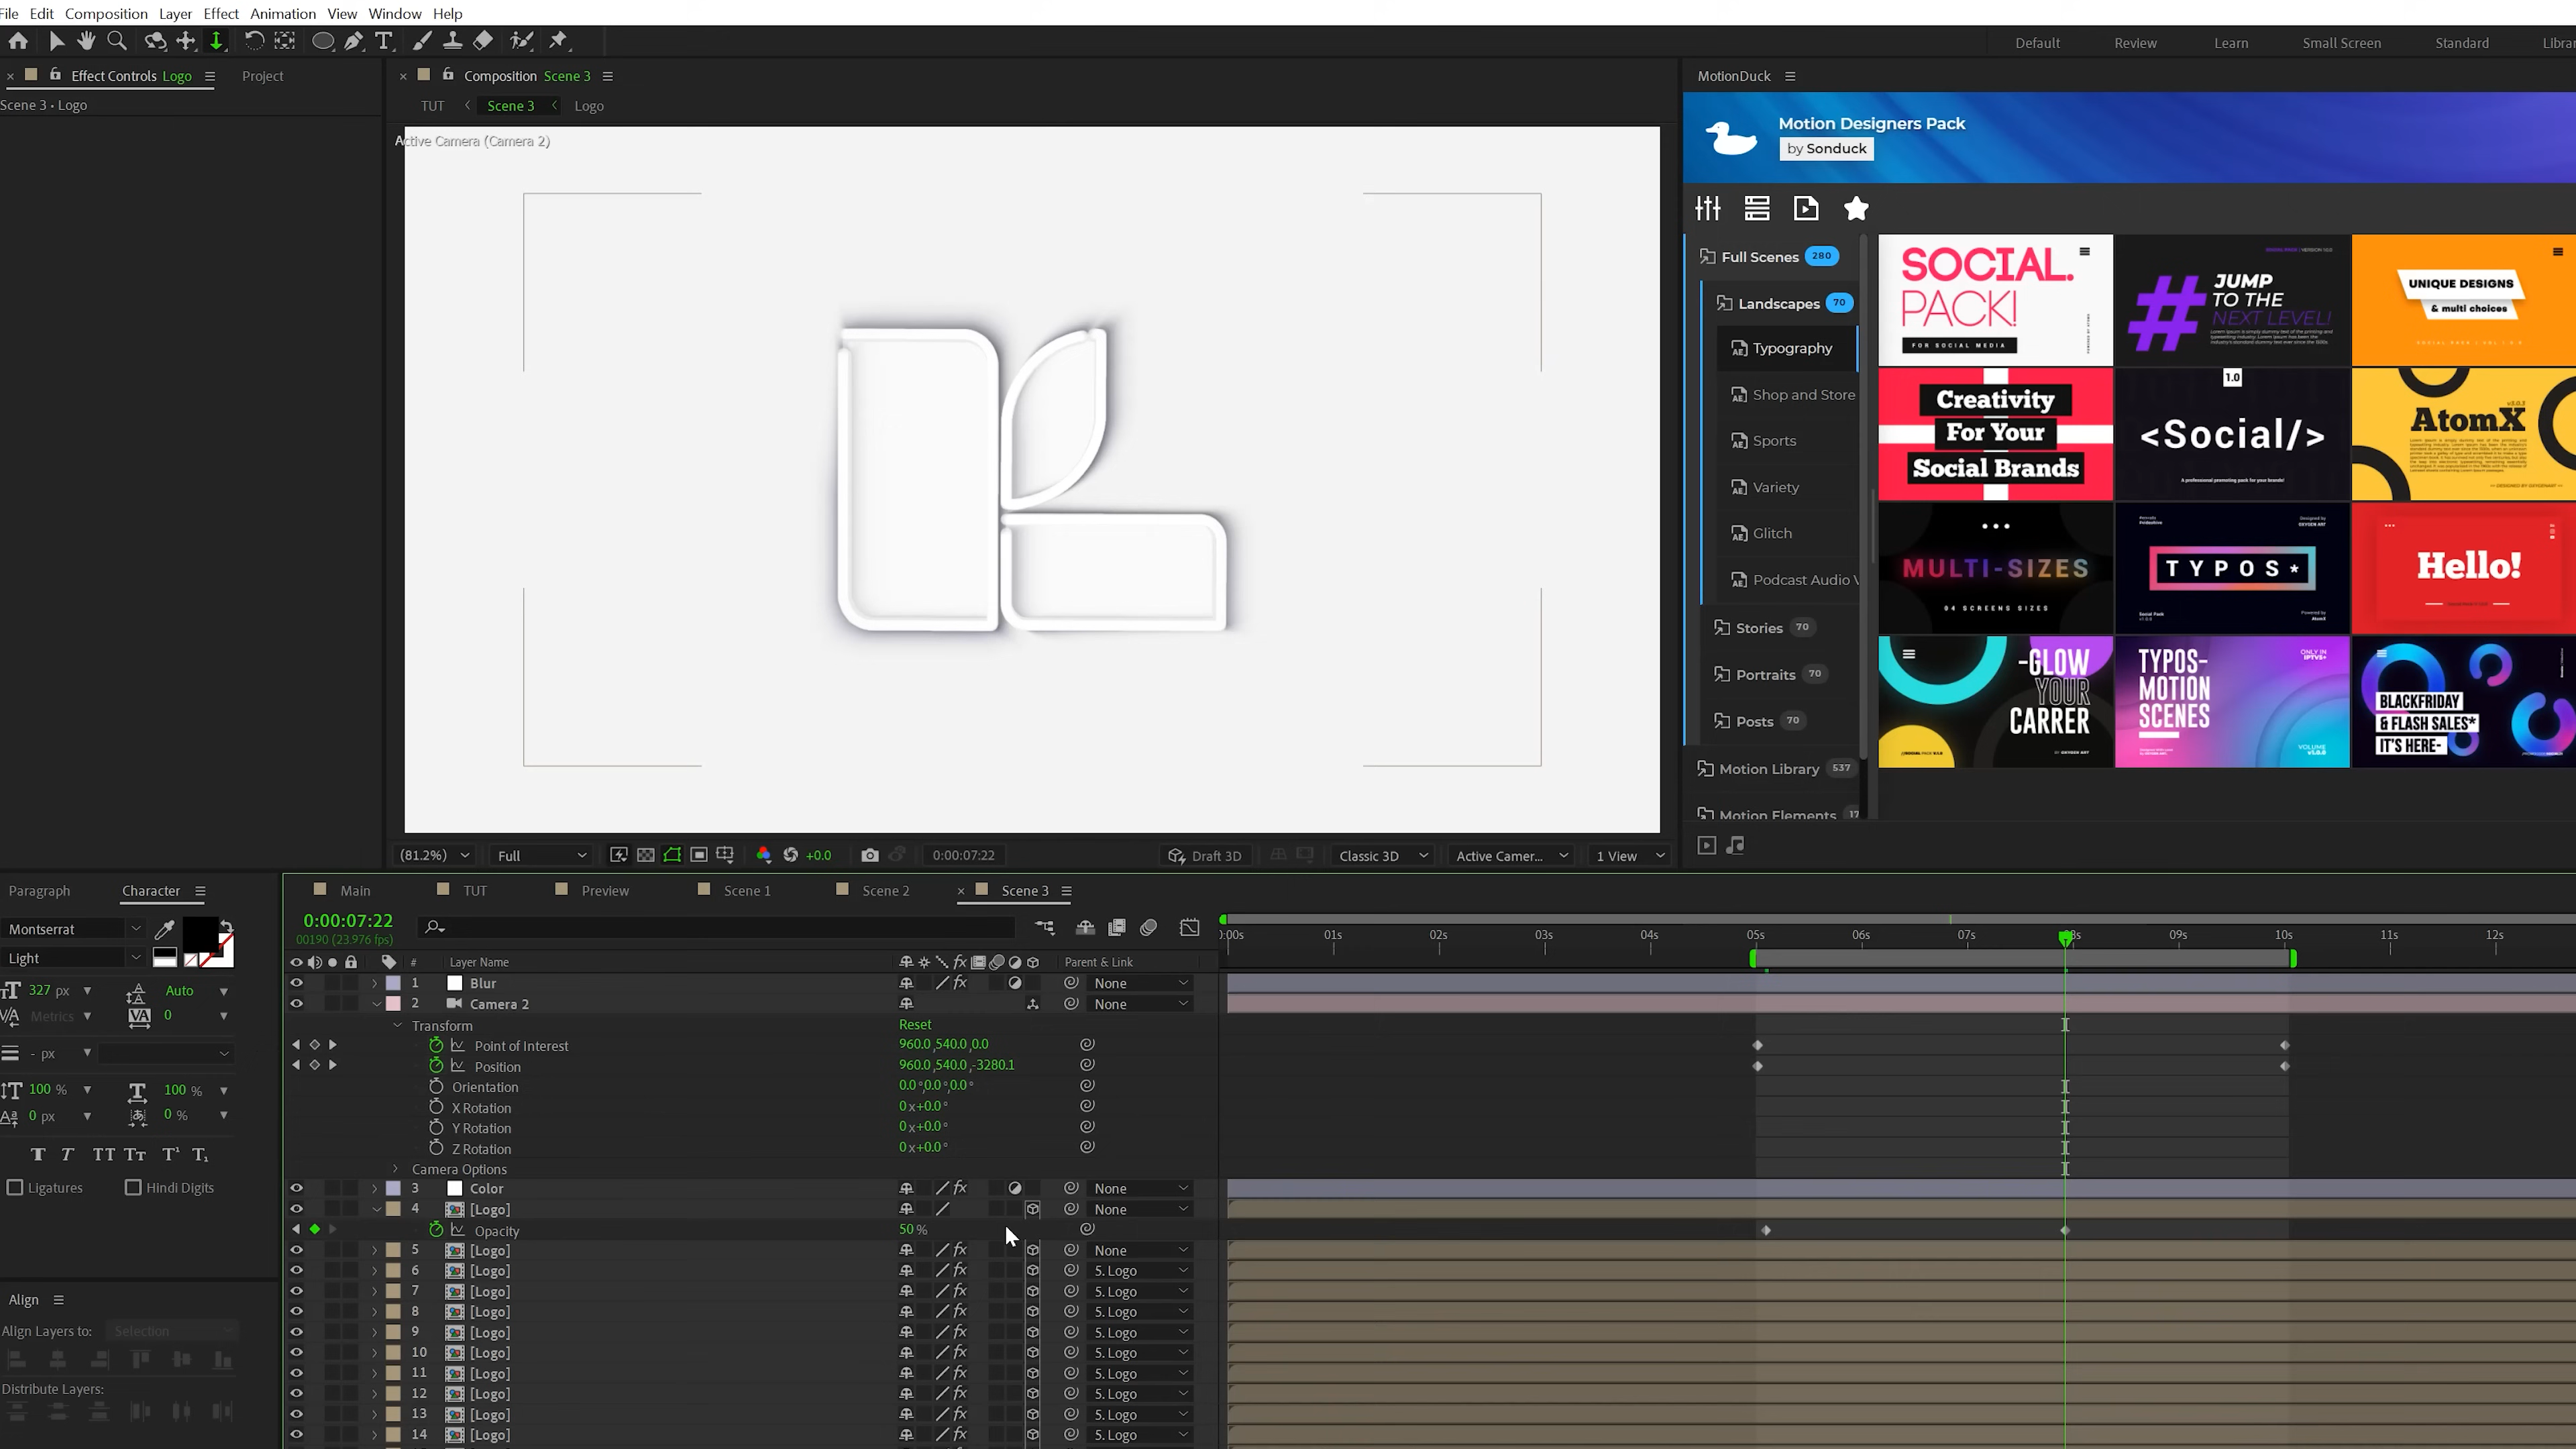 File Edit Composition Layer Effect Animation View Window Help
Default Review Learn Small Screen Standard
Effect Controls Logo Project
Scene 3 • Logo
Composition Scene 3
TUT < Scene 3 < Logo
Active Camera (Camera 2)
(81.2%) Full +0.0 0:00:07:22 Draft 3D Classic 3D Active Camer... 1 View
MotionDuck
Motion Designers Pack
by Sonduck
Full Scenes 280
Landscapes 70
Typography
Shop and Store
Sports
Variety
Glitch
Podcast Audio V
Stories 70
Portraits 70
Posts 70
Motion Library 537
Motion Elements 17
SOCIAL.
PACK!
FOR SOCIAL MEDIA
# JUMP
TO THE
NEXT LEVEL!
UNIQUE DESIGNS
& multi choices
Creativity
For Your
Social Brands
1.0
<Social/>
A professional promoting pack for your brands!
AtomX
MULTI-SIZES
04 SCREENS SIZES
TYPOS*
Hello!
-GLOW
YOUR
CARRER
TYPOS-
MOTION
SCENES
ONLY IN
VOLUME
BLACKFRIDAY
& FLASH SALES*
IT'S HERE-
Paragraph Character
Montserrat
Light
327 px Auto
Metrics 0
- px
100 % 100 %
0 px 0 %
Ligatures Hindi Digits
Align
Align Layers to: Selection
Distribute Layers:
Main TUT Preview Scene 1 Scene 2 Scene 3
0:00:07:22
00190 (23.976 fps)
# Layer Name Parent & Link
:00s 01s 02s 03s 04s 05s 06s 07s 08s 09s 10s 11s 12s
1 Blur None
2 Camera 2 None
Transform Reset
Point of Interest 960.0,540.0,0.0
Position 960.0,540.0,-3280.1
Orientation 0.0°,0.0°,0.0°
X Rotation 0x+0.0°
Y Rotation 0x+0.0°
Z Rotation 0x+0.0°
Camera Options
3 Color None
4 [Logo] None
Opacity 50 %
5 [Logo] None
6 [Logo] 5. Logo
7 [Logo] 5. Logo
8 [Logo] 5. Logo
9 [Logo] 5. Logo
10 [Logo] 5. Logo
11 [Logo] 5. Logo
12 [Logo] 5. Logo
13 [Logo] 5. Logo
14 [Logo] 5. Logo